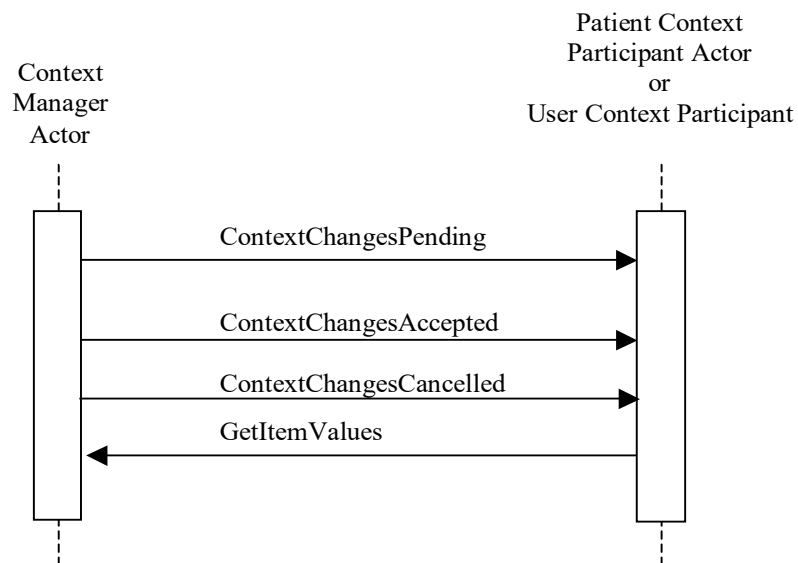 Context
Manager
Actor
Patient Context
Participant Actor
or
User Context Participant
ContextChangesPending
ContextChangesAccepted
ContextChangesCancelled
GetItemValues